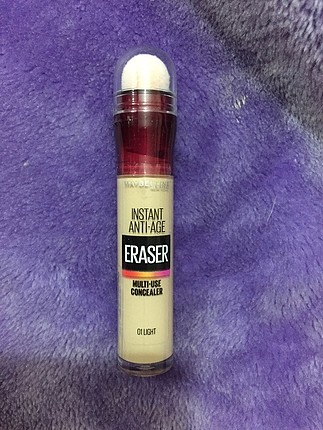 INSTANT
ANTI-AGE
ERASER
MULTI-USE
CONCEALER
01 LIGHT